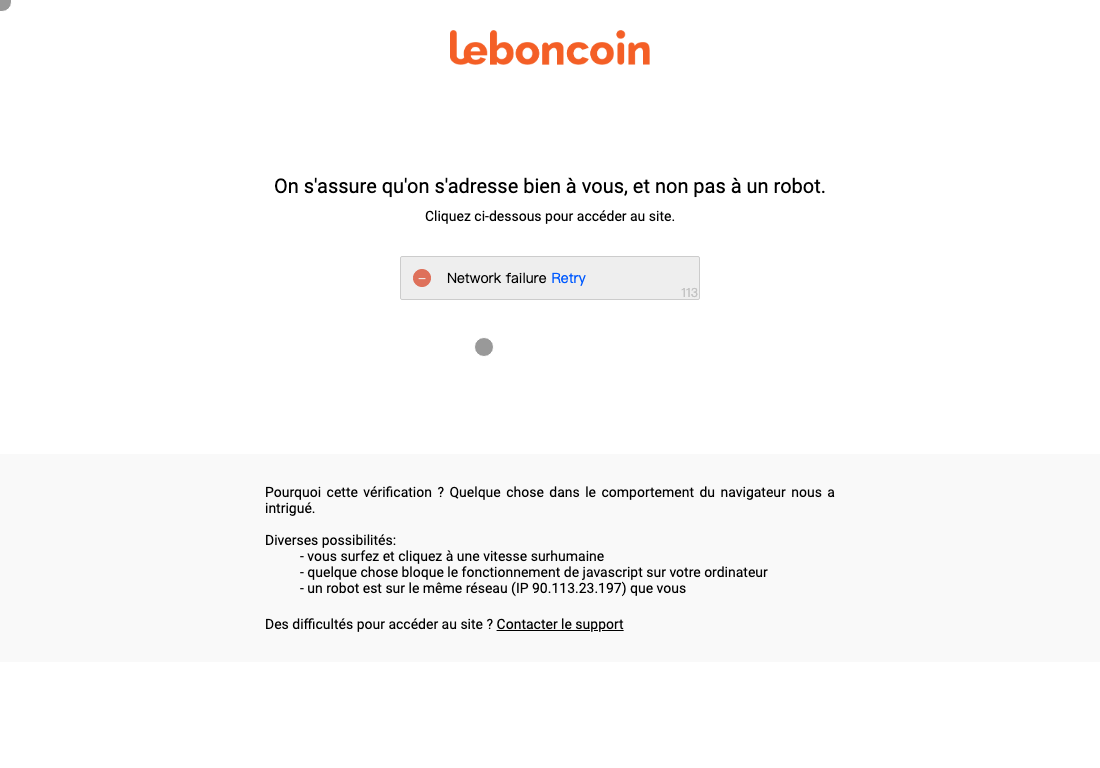 leboncoin
On s'assure qu'on s'adresse bien à vous, et non pas à un robot.
Cliquez ci-dessous pour accéder au site.
Network failure Retry
113
Pourquoi cette vérification ? Quelque chose dans le comportement du navigateur nous a
intrigué.
Diverses possibilités:
- vous surfez et cliquez à une vitesse surhumaine
- quelque chose bloque le fonctionnement de javascript sur votre ordinateur
- un robot est sur le même réseau (IP 90.113.23.197) que vous
Des difficultés pour accéder au site ? Contacter le support